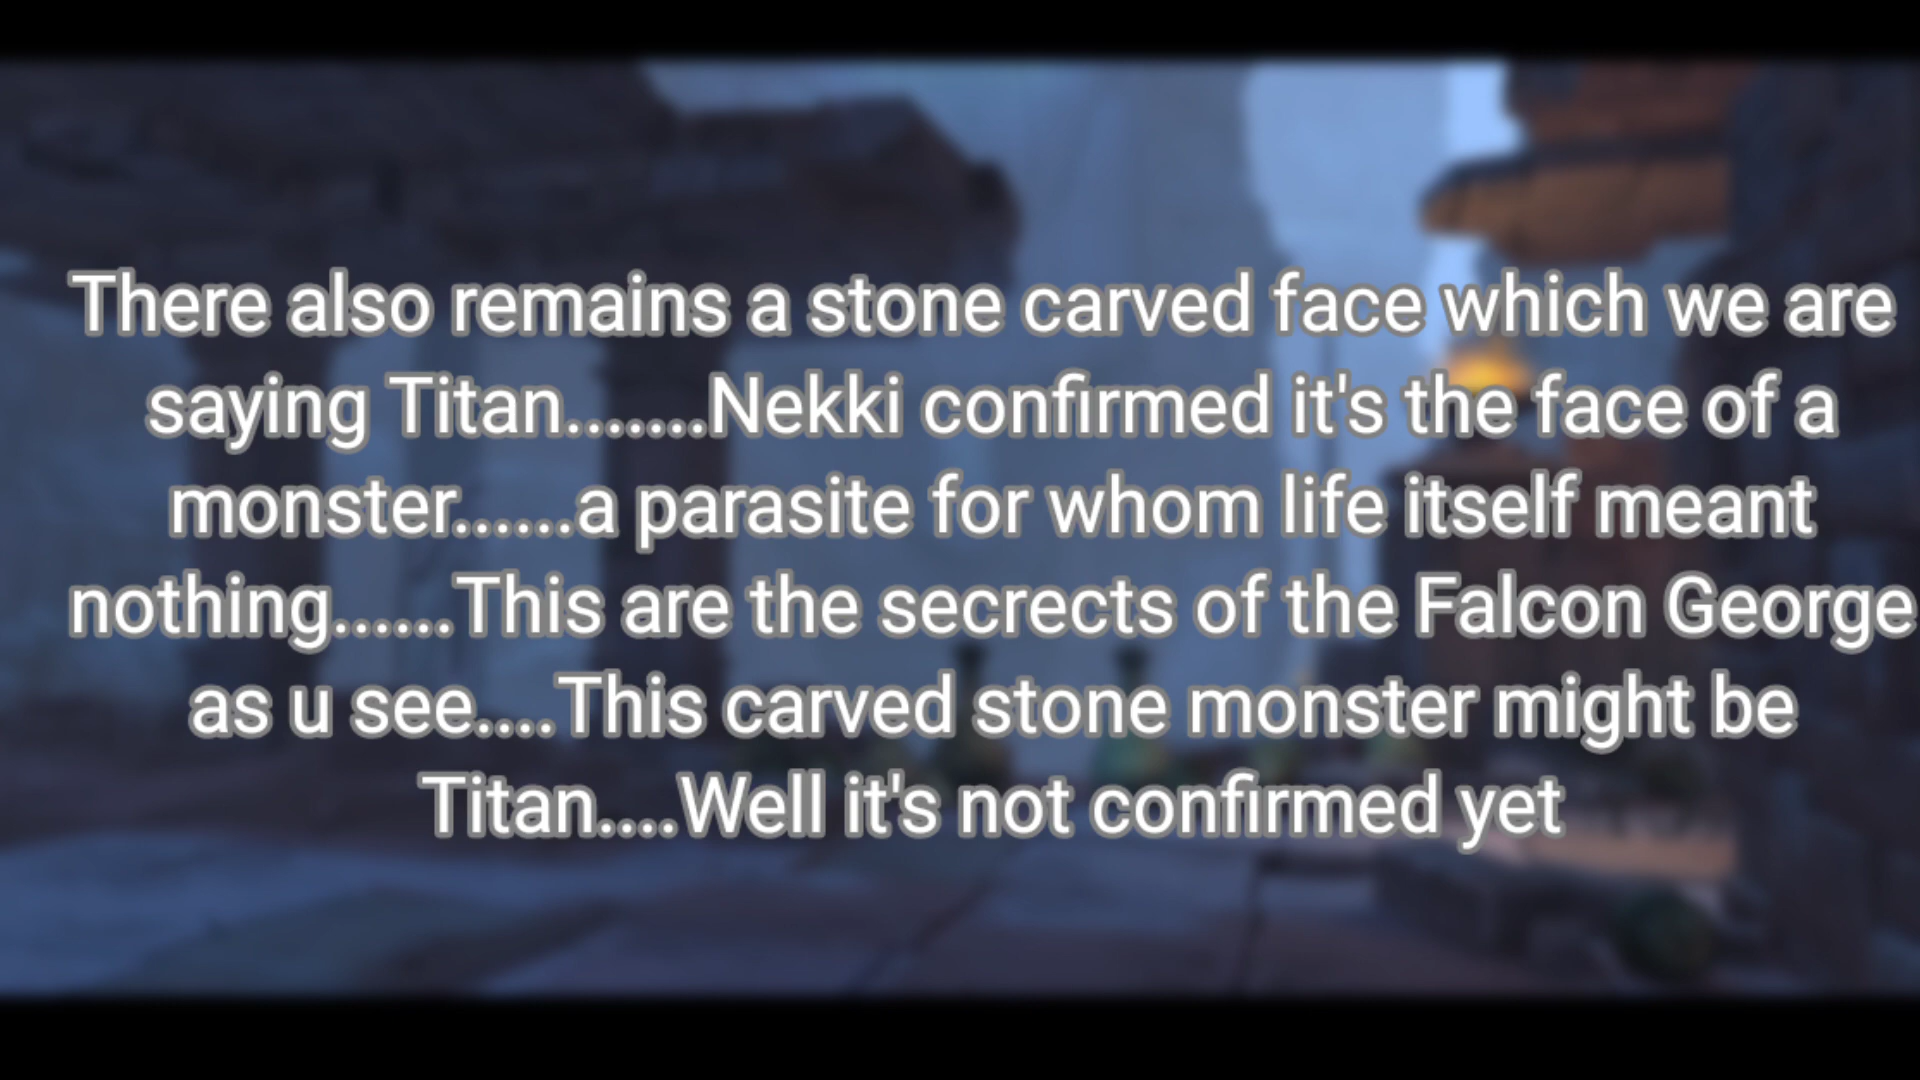 There also remains a stone carved face which we are
saying Titan.......Nekki confirmed it's the face of a
monster......a parasite for whom life itself meant
nothing......This are the secrects of the Falcon George
as u see....This carved stone monster might be
Titan....Well it's not confirmed yet